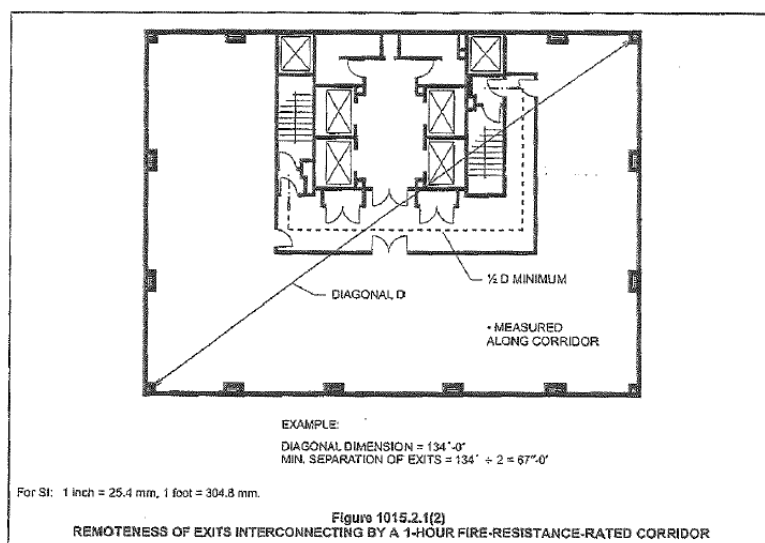 ½ D MINIMUM
DIAGONAL D
• MEASURED
ALONG CORRIDOR
EXAMPLE:
DIAGONAL DIMENSION = 134'-0"
MIN. SEPARATION OF EXITS = 134' ÷ 2 = 67"-0'
For SI: 1 inch = 25.4 mm, 1 foot = 304.8 mm.
Figure 1015.2.1(2)
REMOTENESS OF EXITS INTERCONNECTING BY A 1-HOUR FIRE-RESISTANCE-RATED CORRIDOR